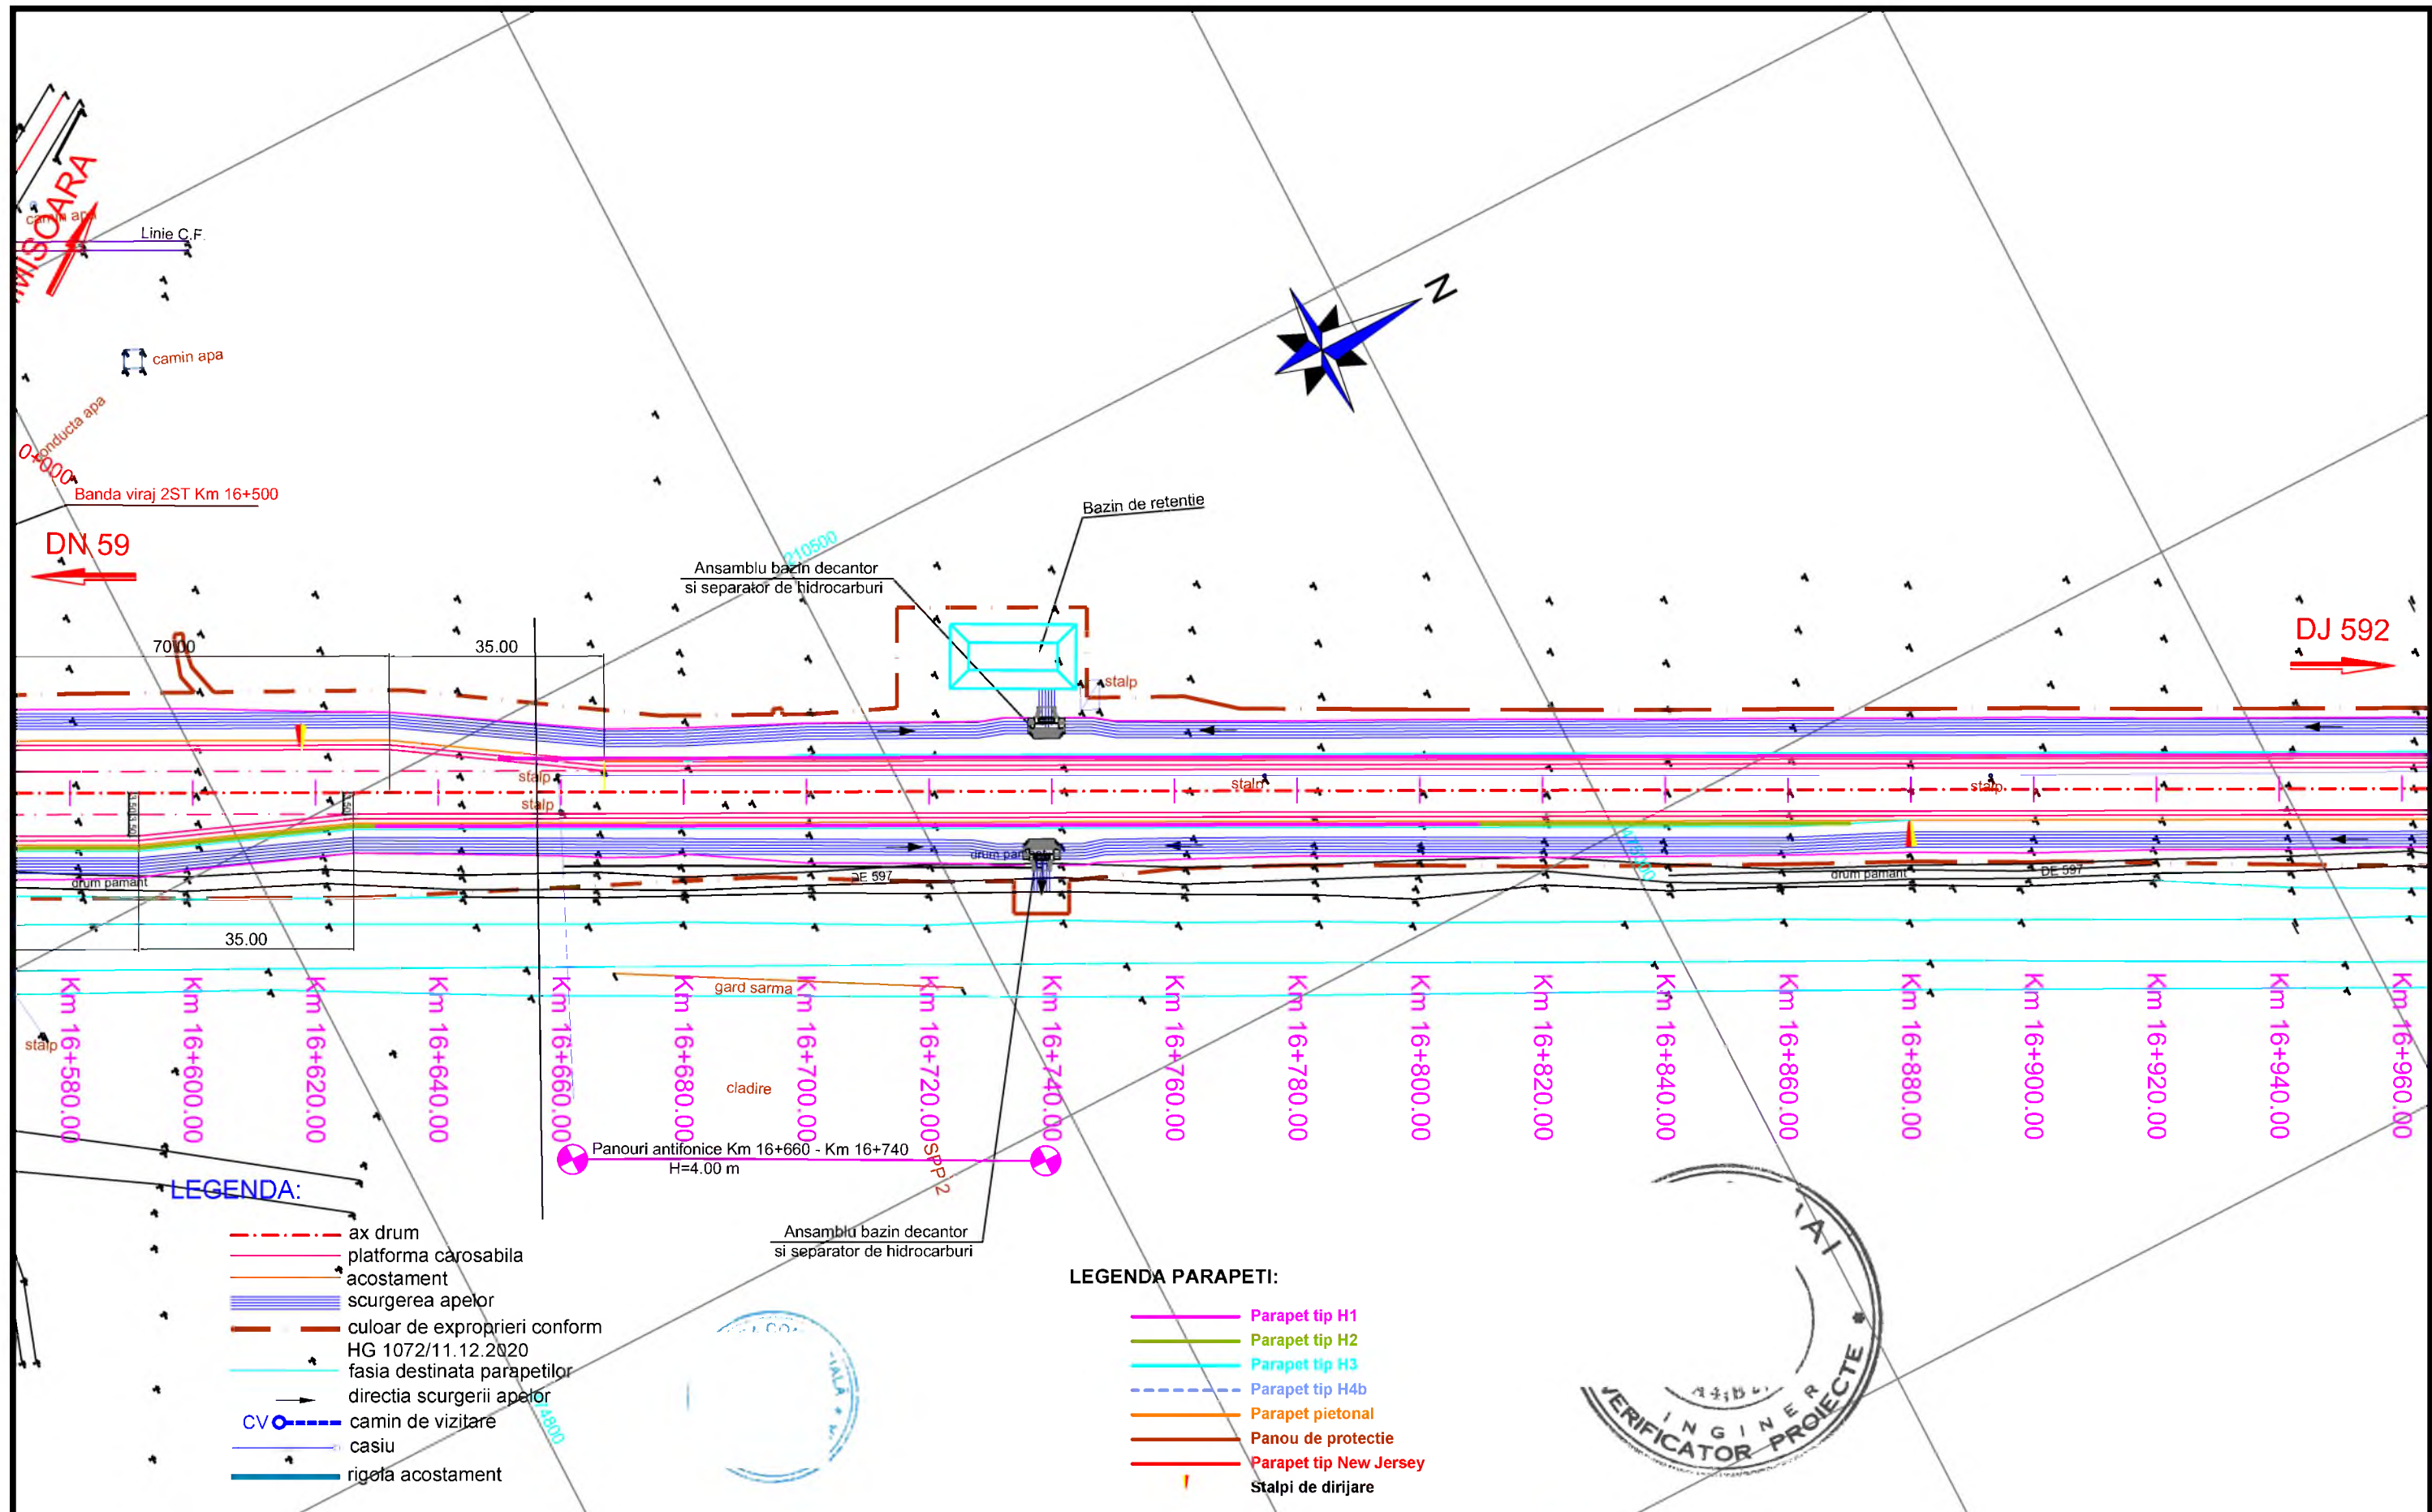 camin apa
Linie C.F.
camin apa
conducta apa
0+000
Banda viraj 2ST Km 16+500
DN 59
Bazin de retentie
210500
Ansamblu bazin decantor
si separator de hidrocarburi
DJ 592
70.00
35.00
stalp
stalp
stalp
stalp
stalp
drum pamant
drum pamant
DE 597
drum pamant
DE 597
35.00
gard sarma
stalp
Km 16+580.00
Km 16+600.00
Km 16+620.00
Km 16+640.00
Km 16+660.00
Km 16+680.00
Km 16+700.00
Km 16+720.00
Km 16+740.00
Km 16+760.00
Km 16+780.00
Km 16+800.00
Km 16+820.00
Km 16+840.00
Km 16+860.00
Km 16+880.00
Km 16+900.00
Km 16+920.00
Km 16+940.00
Km 16+960.00
cladire
Panouri antifonice Km 16+660 - Km 16+740
H=4.00 m
SPP 2
Ansamblu bazin decantor
si separator de hidrocarburi
N
LEGENDA:
ax drum
platforma carosabila
acostament
scurgerea apelor
culoar de exproprieri conform
HG 1072/11.12.2020
fasia destinata parapetilor
directia scurgerii apelor
CV camin de vizitare
casiu
rigola acostament
74800
LEGENDA PARAPETI:
Parapet tip H1
Parapet tip H2
Parapet tip H3
Parapet tip H4b
Parapet pietonal
Panou de protectie
Parapet tip New Jersey
Stalpi de dirijare
INGINER
VERIFICATOR PROIECTE